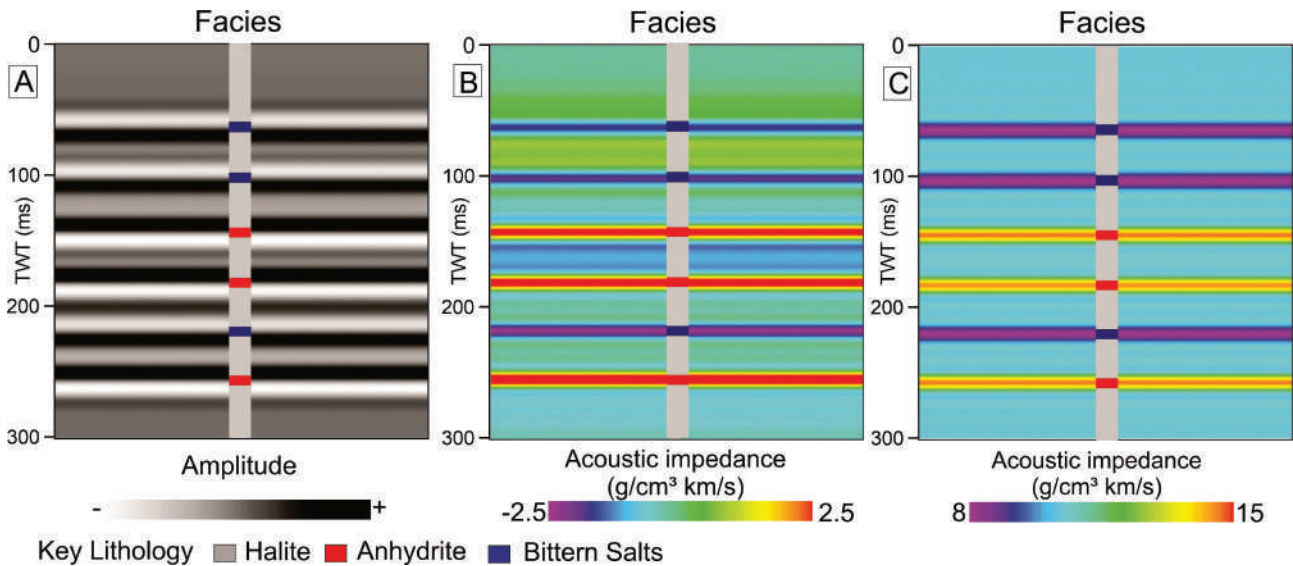 Facies
Facies
Facies
A
B
C
0
100
200
300
TWT (ms)
0
100
200
300
TWT (ms)
0
100
200
300
TWT (ms)
Amplitude
- +
Acoustic impedance
(g/cm³ km/s)
-2.5 2.5
Acoustic impedance
(g/cm³ km/s)
8 15
Key Lithology Halite Anhydrite Bittern Salts